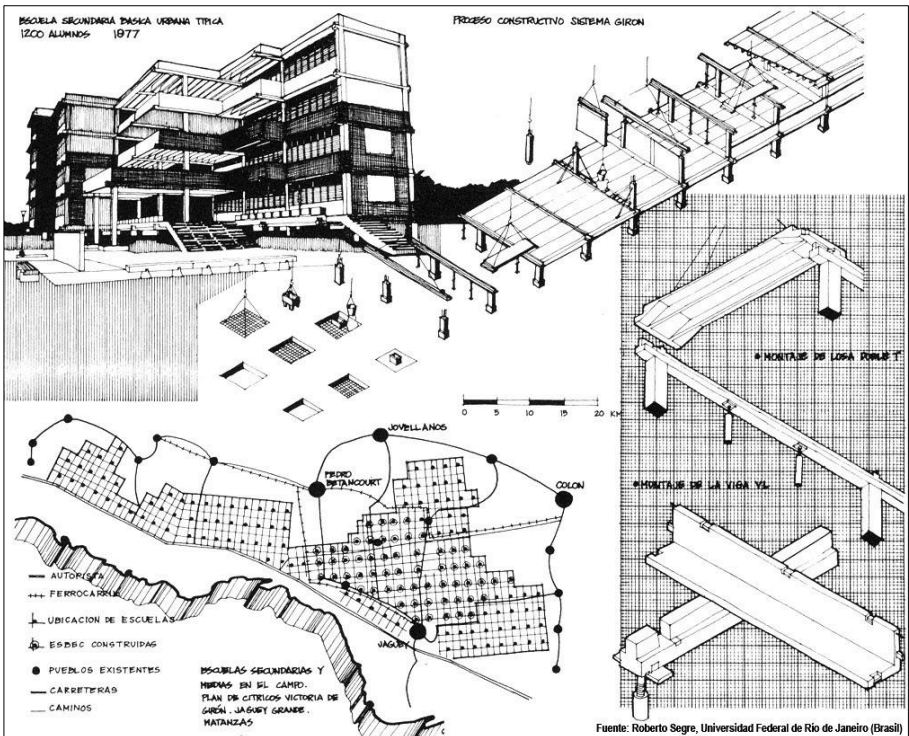 ESCUELA SECUNDARIA BASICA URBANA TIPICA
1200 ALUMNOS 1977
PROCESO CONSTRUCTIVO SISTEMA GIRON
• MONTAJE DE LOSA DOBLE T
0 5 10 15 20 KM
• MONTAJE DE LA VIGA VL
JOVELLANOS
PEDRO
BETANCOURT
COLON
JAGUEY
AUTOPISTA
FERROCARRIL
UBICACION DE ESCUELAS
ESBEC CONSTRUIDAS
PUEBLOS EXISTENTES
CARRETERAS
CAMINOS
ESCUELAS SECUNDARIAS Y
MEDIAS EN EL CAMPO.
PLAN DE CITRICOS VICTORIA DE
GIRÓN. JAGUEY GRANDE.
MATANZAS
Fuente: Roberto Segre, Universidad Federal de Rio de Janeiro (Brasil)